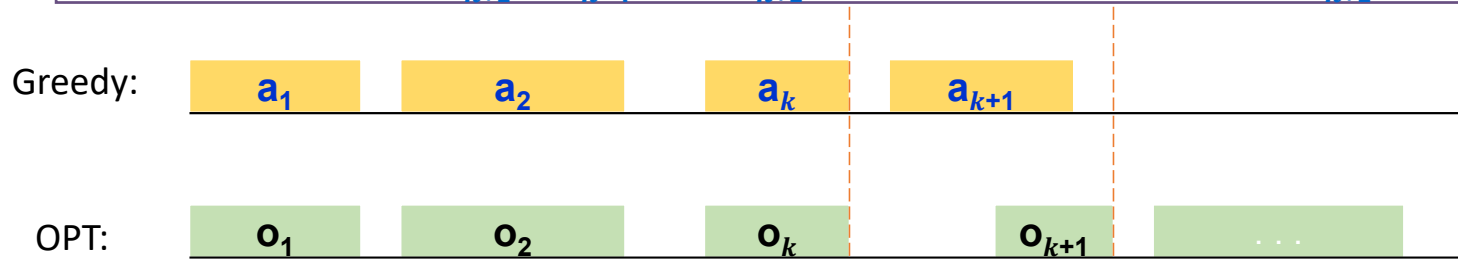 Greedy: a₁ a₂ aₖ aₖ₊₁
OPT: o₁ o₂ oₖ oₖ₊₁ . . .